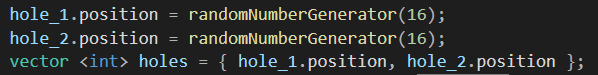 hole_1.position = randomNumberGenerator(16);
hole_2.position = randomNumberGenerator(16);
vector <int> holes = { hole_1.position, hole_2.position };